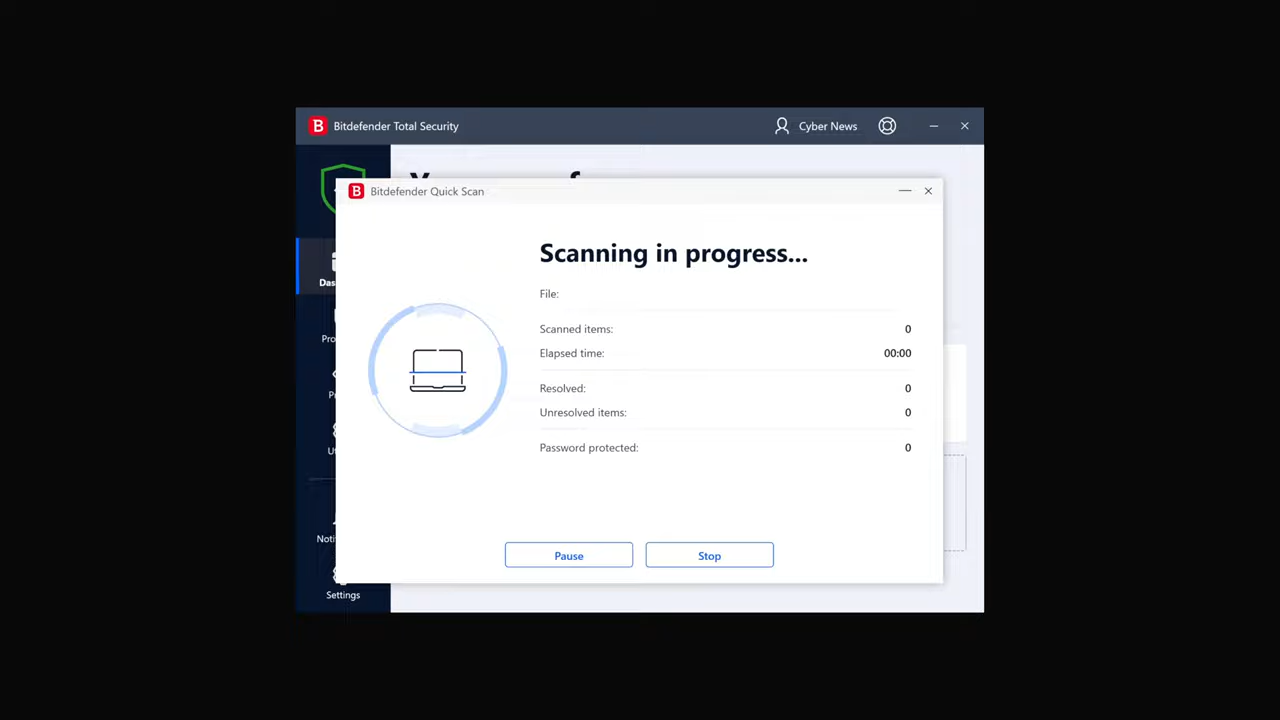 B Bitdefender Total Security
Cyber News
B Bitdefender Quick Scan
Scanning in progress...
File:
Scanned items: 0
Elapsed time: 00:00
Resolved: 0
Unresolved items: 0
Password protected: 0
Pause
Stop
Settings